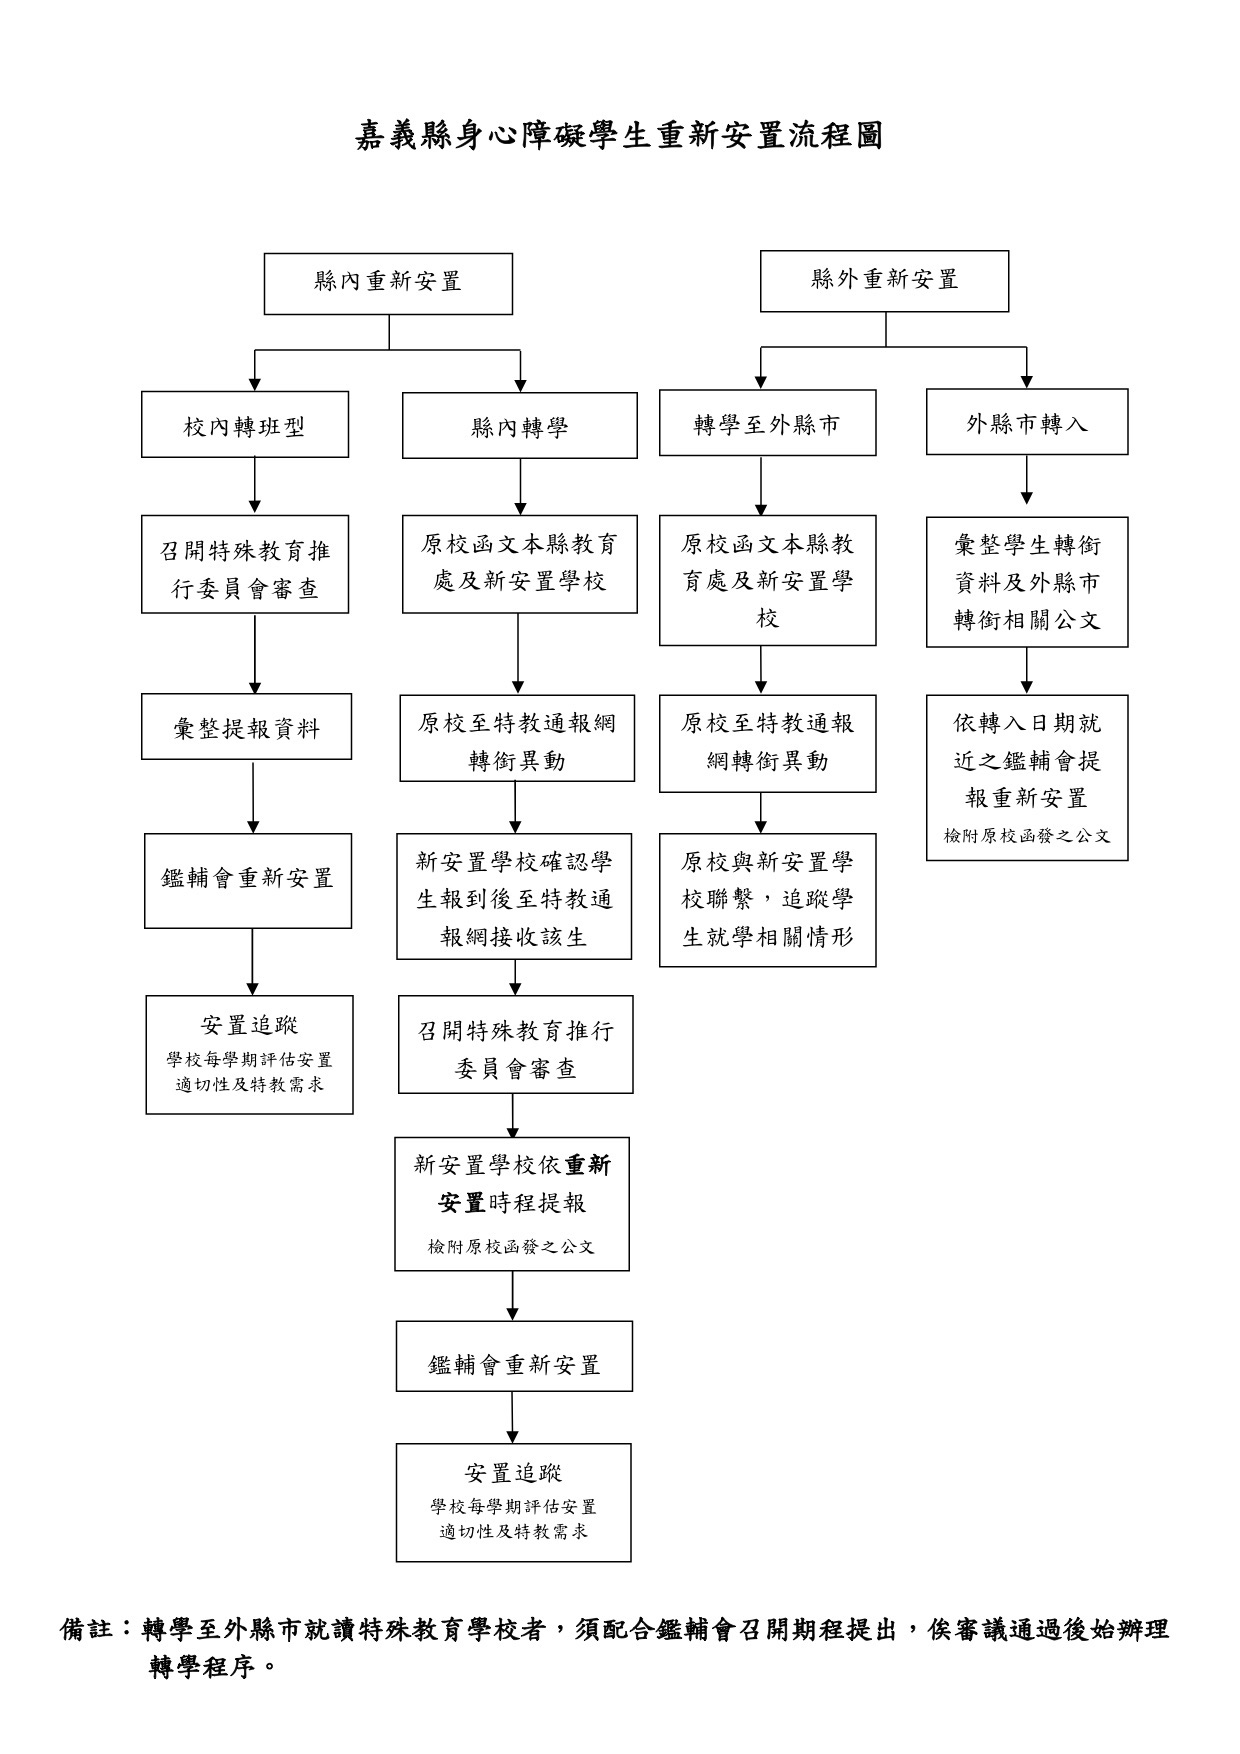 嘉義縣身心障礙學生重新安置流程圖
縣內重新安置
縣外重新安置
校內轉班型
縣內轉學
轉學至外縣市
外縣市轉入
召開特殊教育推
行委員會審查
原校函文本縣教育
處及新安置學校
原校函文本縣教
育處及新安置學
校
彙整學生轉銜
資料及外縣市
轉銜相關公文
彙整提報資料
原校至特教通報網
轉銜異動
原校至特教通報
網轉銜異動
依轉入日期就
近之鑑輔會提
報重新安置
檢附原校函發之公文
鑑輔會重新安置
新安置學校確認學
生報到後至特教通
報網接收該生
原校與新安置學
校聯繫，追蹤學
生就學相關情形
安置追蹤
學校每學期評估安置
適切性及特教需求
召開特殊教育推行
委員會審查
新安置學校依重新
安置時程提報
檢附原校函發之公文
鑑輔會重新安置
安置追蹤
學校每學期評估安置
適切性及特教需求
備註：轉學至外縣市就讀特殊教育學校者，須配合鑑輔會召開期程提出，俟審議通過後始辦理
轉學程序。